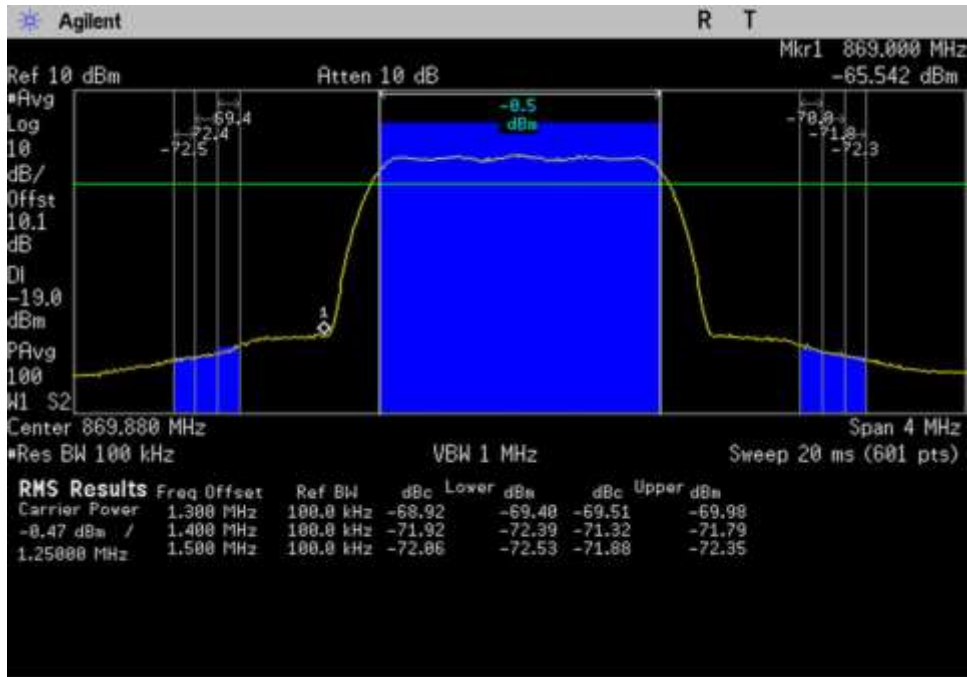 Agilent R T
Mkr1 869.000 MHz
Ref 10 dBm Atten 10 dB -65.542 dBm
#Avg
Log
10
dB/
Offst
10.1
dB
DI
-19.0
dBm
PAvg
100
W1 S2
-0.5
dBm
-69.4
-72.4
-72.5
-70.0
-71.8
-72.3
1
Center 869.880 MHz Span 4 MHz
#Res BW 100 kHz VBW 1 MHz Sweep 20 ms (601 pts)
RMS Results Freq Offset Ref BW dBc Lower dBm dBc Upper dBm
Carrier Power 1.300 MHz 100.0 kHz -68.92 -69.40 -69.51 -69.98
-0.47 dBm / 1.400 MHz 100.0 kHz -71.92 -72.39 -71.32 -71.79
1.25000 MHz 1.500 MHz 100.0 kHz -72.06 -72.53 -71.88 -72.35